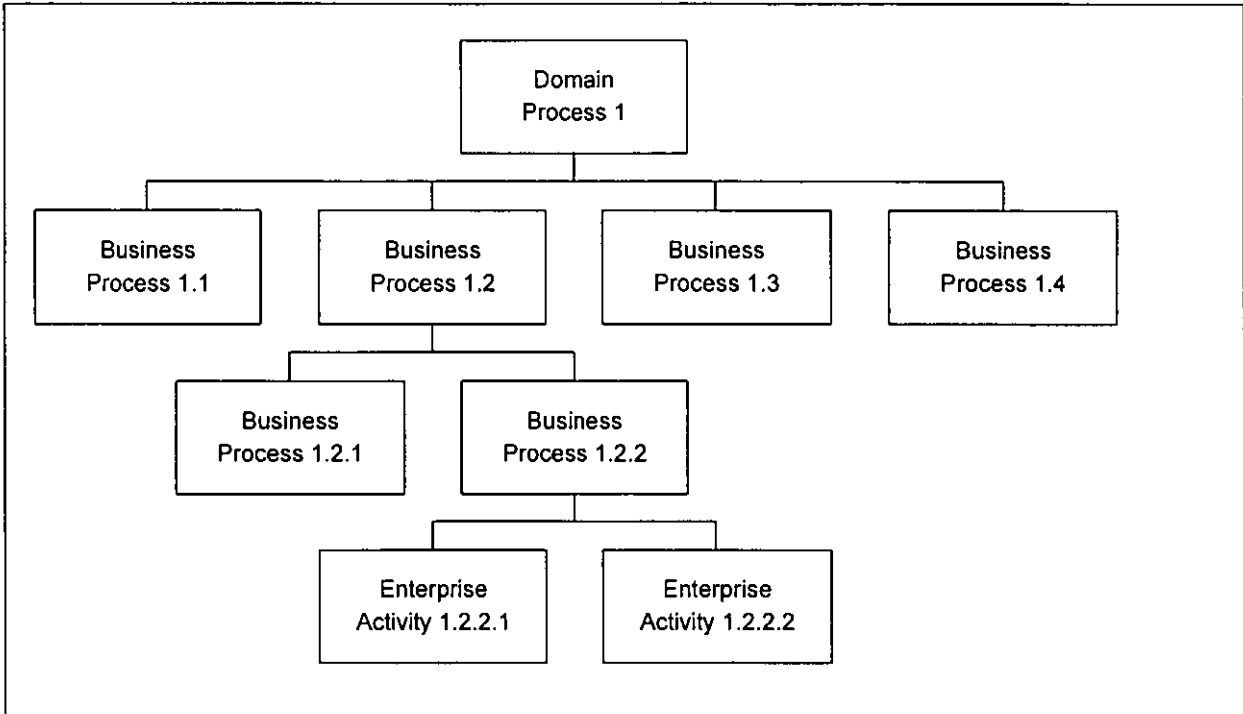 Domain
Process 1
Business
Process 1.1
Business
Process 1.2
Business
Process 1.3
Business
Process 1.4
Business
Process 1.2.1
Business
Process 1.2.2
Enterprise
Activity 1.2.2.1
Enterprise
Activity 1.2.2.2